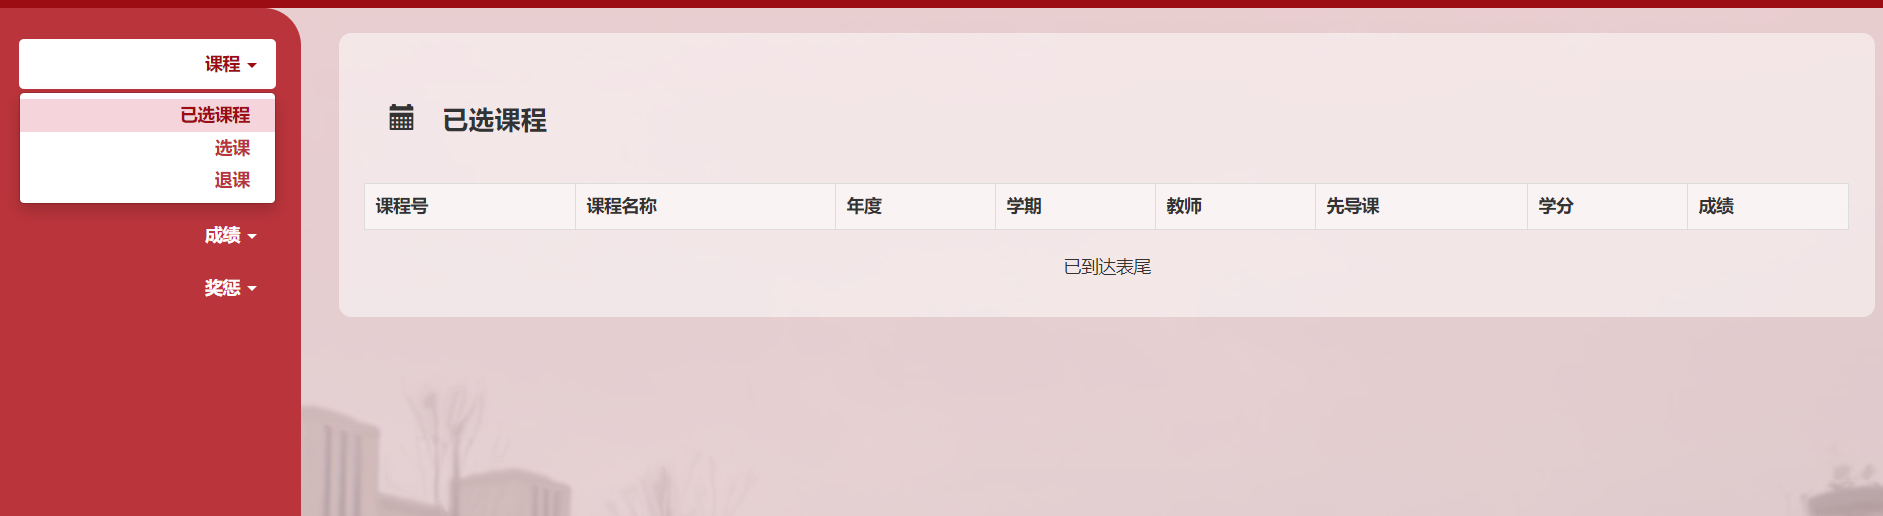 课程
已选课程
选课
退课
成绩
奖惩
已选课程
课程号 课程名称 年度 学期 教师 先导课 学分 成绩
已到达表尾